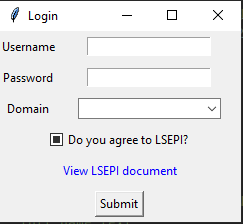 Login
Username
Password
Domain
Do you agree to LSEPI?
View LSEPI document
Submit